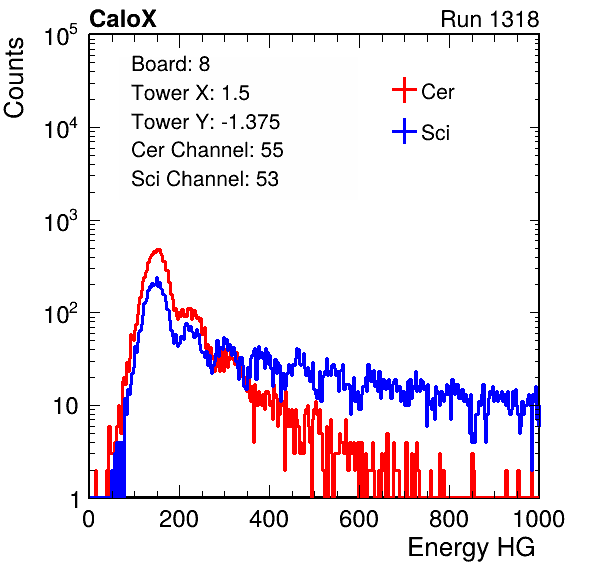 CaloX Run 1318
Counts
Board: 8
Tower X: 1.5
Tower Y: -1.375
Cer Channel: 55
Sci Channel: 53
Cer
Sci
10^5
10^4
10^3
10^2
10
1
0 200 400 600 800 1000
Energy HG